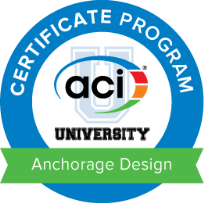 CERTIFICATE PROGRAM
U
aci®
UNIVERSITY
Anchorage Design